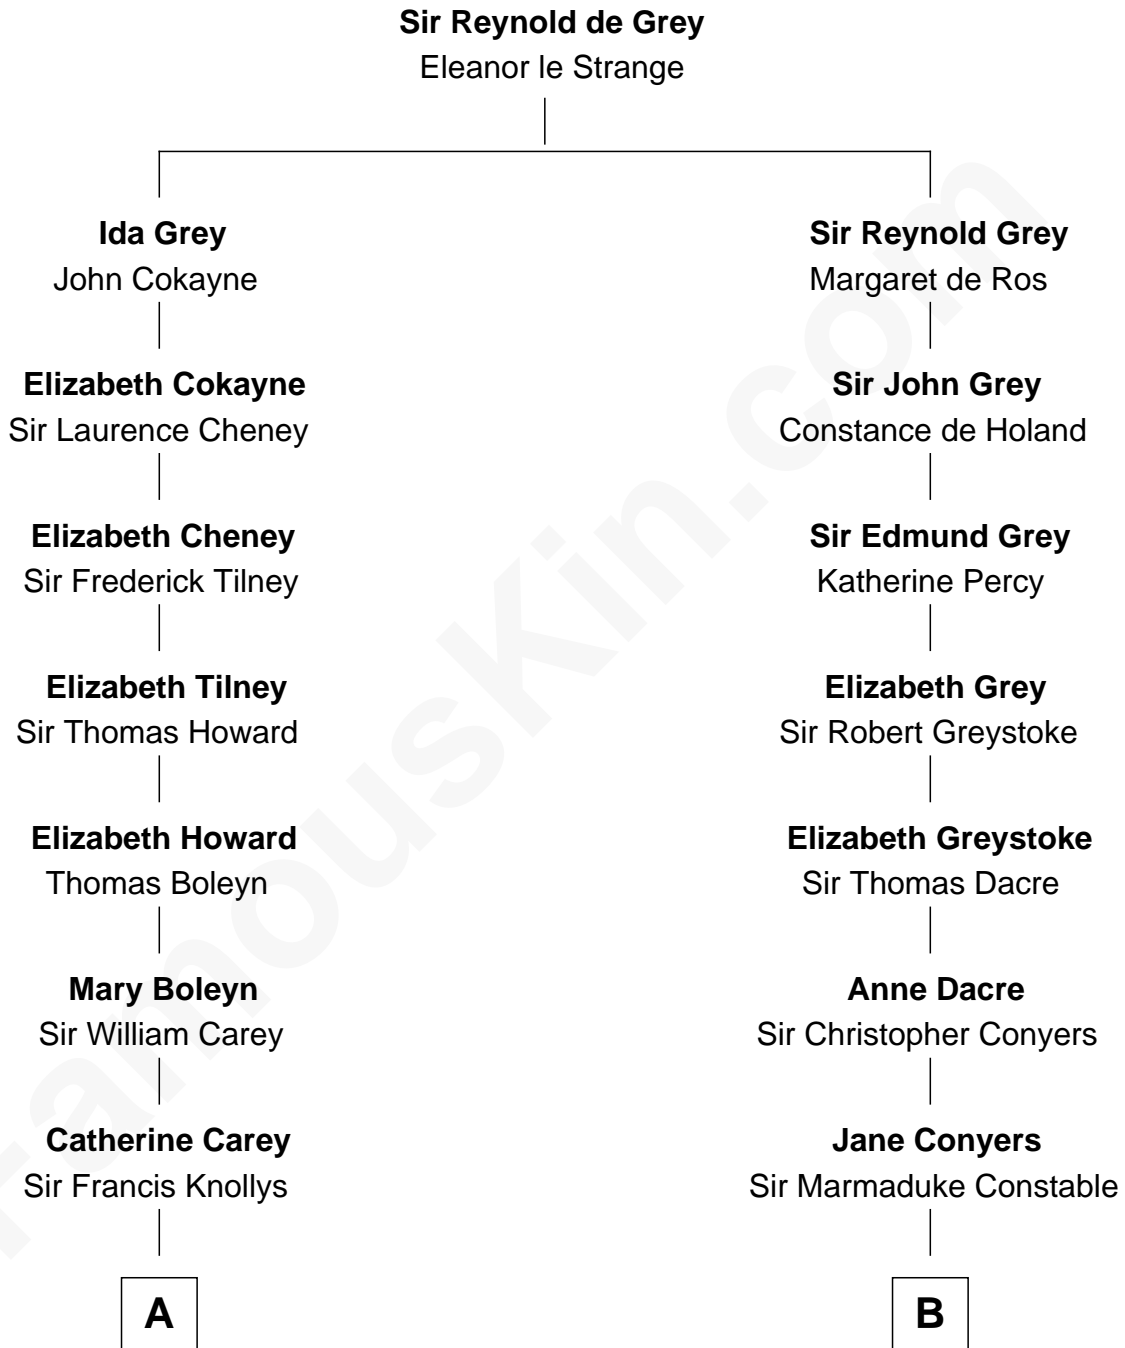 Sir Reynold de Grey
Eleanor le Strange
Ida Grey
John Cokayne
Sir Reynold Grey
Margaret de Ros
Elizabeth Cokayne
Sir Laurence Cheney
Sir John Grey
Constance de Holand
Elizabeth Cheney
Sir Frederick Tilney
Sir Edmund Grey
Katherine Percy
Elizabeth Tilney
Sir Thomas Howard
Elizabeth Grey
Sir Robert Greystoke
Elizabeth Howard
Thomas Boleyn
Elizabeth Greystoke
Sir Thomas Dacre
Mary Boleyn
Sir William Carey
Anne Dacre
Sir Christopher Conyers
Catherine Carey
Sir Francis Knollys
Jane Conyers
Sir Marmaduke Constable
A
B
FamousKin.com